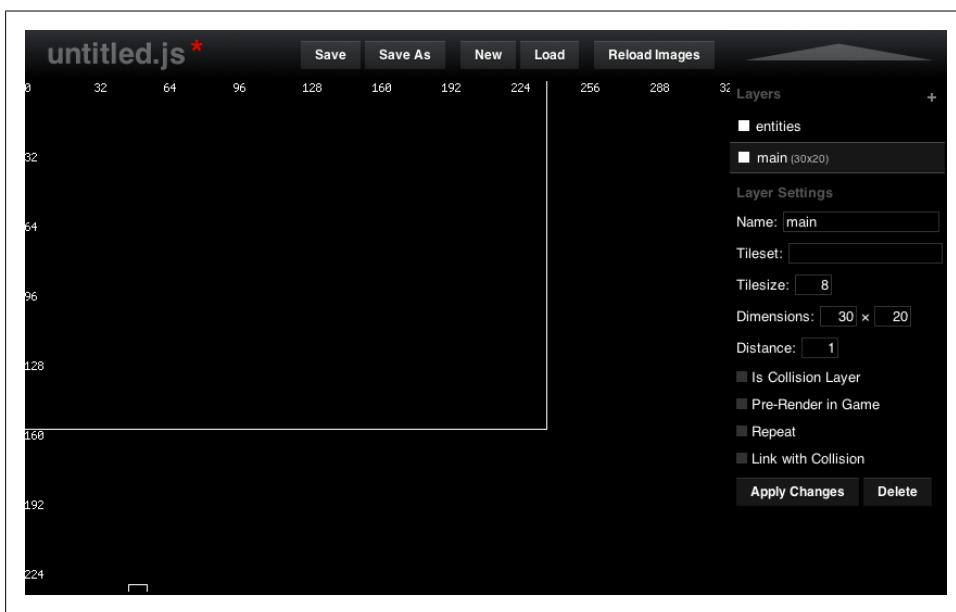 untitled.js*
Save Save As New Load Reload Images
0 32 64 96 128 160 192 224 256 288 32
Layers +
entities
32
main (30x20)
Layer Settings
64
Name: main
Tileset:
96
Tilesize: 8
Dimensions: 30 × 20
Distance: 1
128
Is Collision Layer
Pre-Render in Game
160
Repeat
Link with Collision
192
Apply Changes Delete
224